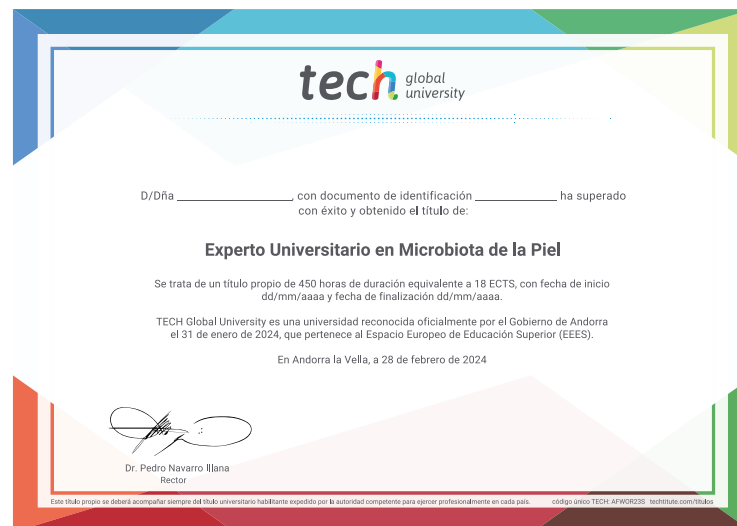 tech global university
D/Dña ____________________, con documento de identificación ______________ ha superado
con éxito y obtenido el título de:
Experto Universitario en Microbiota de la Piel
Se trata de un título propio de 450 horas de duración equivalente a 18 ECTS, con fecha de inicio
dd/mm/aaaa y fecha de finalización dd/mm/aaaa.
TECH Global University es una universidad reconocida oficialmente por el Gobierno de Andorra
el 31 de enero de 2024, que pertenece al Espacio Europeo de Educación Superior (EEES).
En Andorra la Vella, a 28 de febrero de 2024
Dr. Pedro Navarro Illana
Rector
Este título propio se deberá acompañar siempre del título universitario habilitante expedido por la autoridad competente para ejercer profesionalmente en cada país. código único TECH: AFWOR23S techtitute.com/titulos